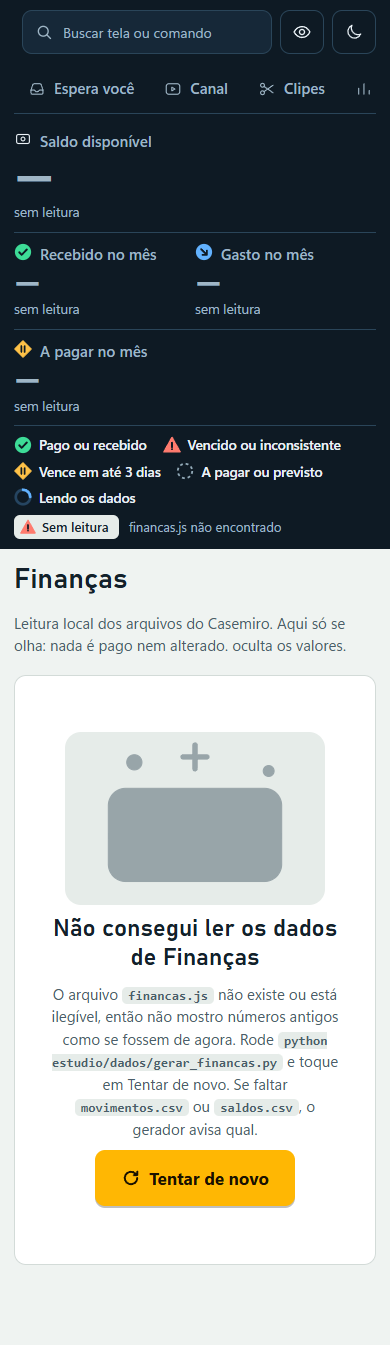 Buscar tela ou comando
Espera você Canal Clipes
Saldo disponível
—
sem leitura
Recebido no mês Gasto no mês
— —
sem leitura sem leitura
A pagar no mês
—
sem leitura
Pago ou recebido Vencido ou inconsistente
Vence em até 3 dias A pagar ou previsto
Lendo os dados
Sem leitura financas.js não encontrado
Finanças
Leitura local dos arquivos do Casemiro. Aqui só se
olha: nada é pago nem alterado. oculta os valores.
Não consegui ler os dados
de Finanças
O arquivo financas.js não existe ou está
ilegível, então não mostro números antigos
como se fossem de agora. Rode python
estudio/dados/gerar_financas.py e toque
em Tentar de novo. Se faltar
movimentos.csv ou saldos.csv, o
gerador avisa qual.
Tentar de novo